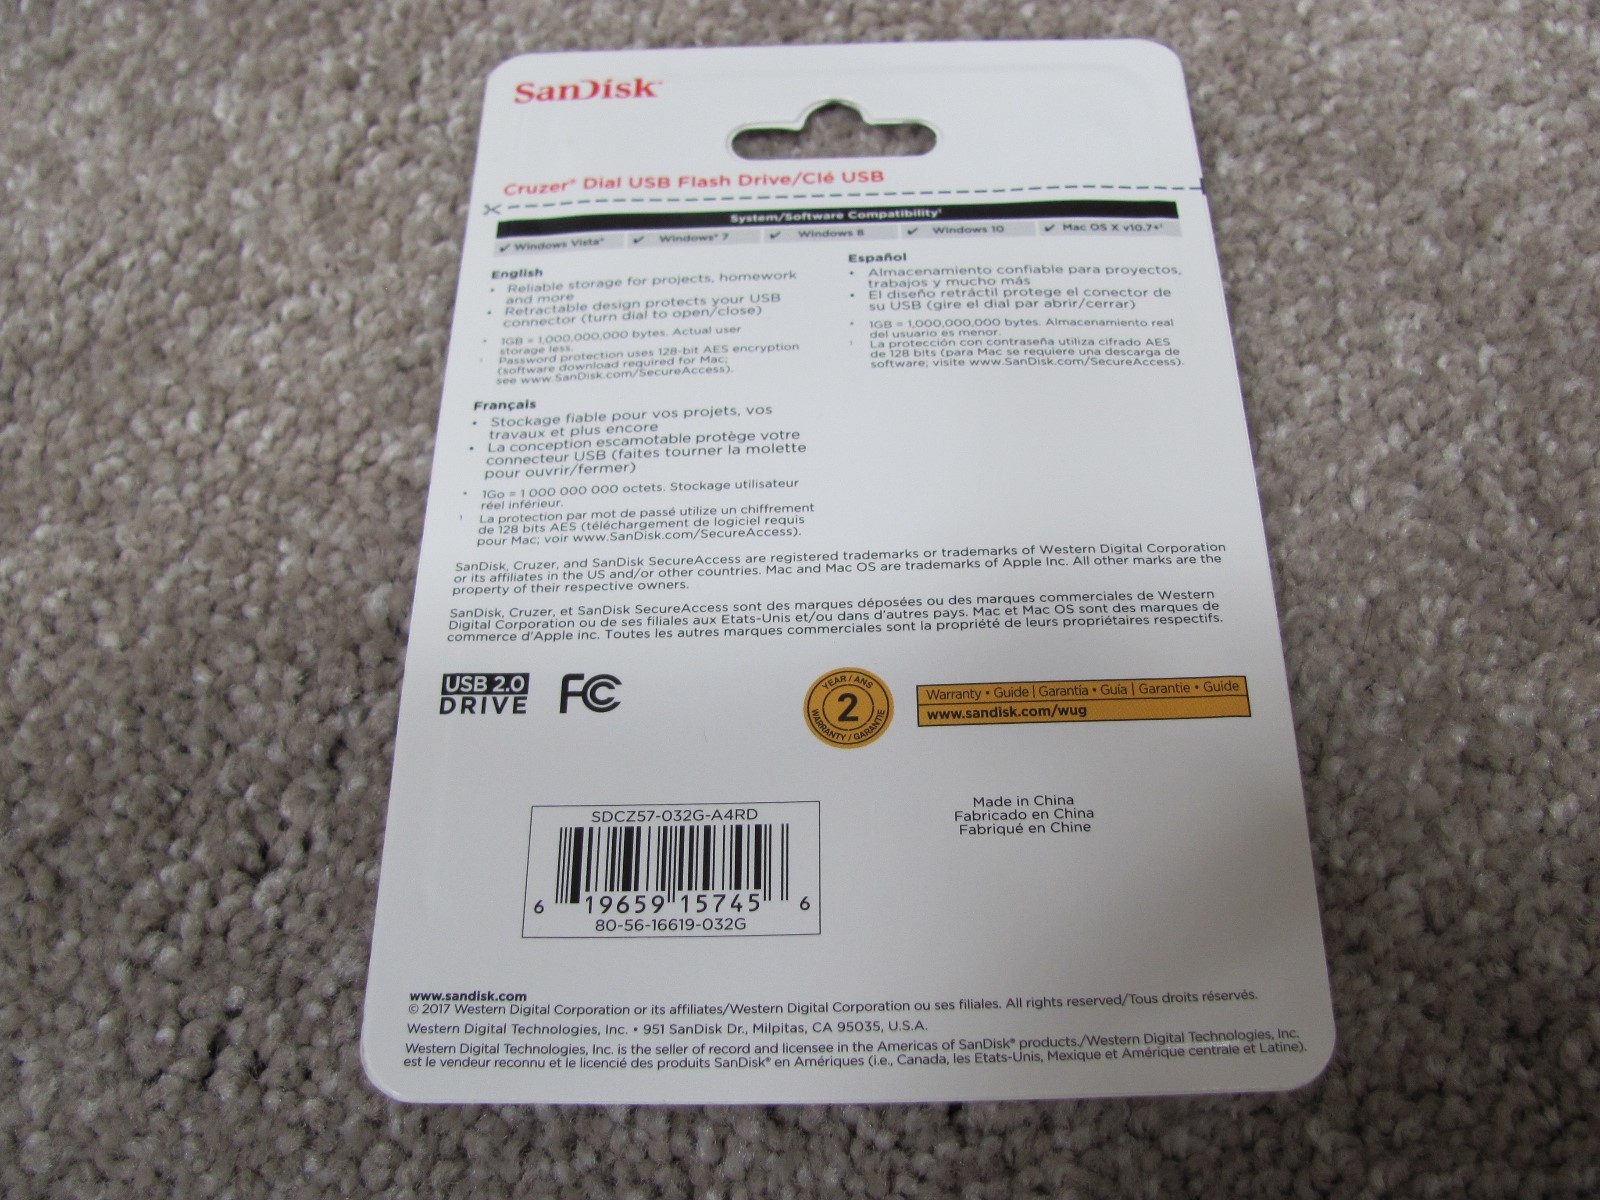 SanDisk
Cruzer® Dial USB Flash Drive/Clé USB
System/Software Compatibility¹
✔ Windows Vista® ✔ Windows® 7 ✔ Windows 8 ✔ Windows 10 ✔ Mac OS X v10.7+¹
English
• Reliable storage for projects, homework
and more
• Retractable design protects your USB
connector (turn dial to open/close)
* 1GB = 1,000,000,000 bytes. Actual user
storage less.
¹ Password protection uses 128-bit AES encryption
(software download required for Mac;
see www.SanDisk.com/SecureAccess).
Español
• Almacenamiento confiable para proyectos,
trabajos y mucho más
• El diseño retráctil protege el conector de
su USB (gire el dial par abrir/cerrar)
* 1GB = 1,000,000,000 bytes. Almacenamiento real
del usuario es menor.
¹ La protección con contraseña utiliza cifrado AES
de 128 bits (para Mac se requiere una descarga de
software; visite www.SanDisk.com/SecureAccess).
Français
• Stockage fiable pour vos projets, vos
travaux et plus encore
• La conception escamotable protège votre
connecteur USB (faites tourner la molette
pour ouvrir/fermer)
* 1Go = 1 000 000 000 octets. Stockage utilisateur
réel inférieur.
¹ La protection par mot de passé utilize un chiffrement
de 128 bits AES (téléchargement de logiciel requis
pour Mac; voir www.SanDisk.com/SecureAccess).
SanDisk, Cruzer, and SanDisk SecureAccess are registered trademarks or trademarks of Western Digital Corporation
or its affiliates in the US and/or other countries. Mac and Mac OS are trademarks of Apple Inc. All other marks are the
property of their respective owners.
SanDisk, Cruzer, et SanDisk SecureAccess sont des marques déposées ou des marques commerciales de Western
Digital Corporation ou de ses filiales aux Etats-Unis et/ou dans d'autres pays. Mac et Mac OS sont des marques de
commerce d'Apple inc. Toutes les autres marques commerciales sont la propriété de leurs propriétaires respectifs.
USB 2.0
DRIVE
FC
YEAR / ANS
2
WARRANTY / GARANTIE
Warranty • Guide | Garantía • Guía | Garantie • Guide
www.sandisk.com/wug
Made in China
Fabricado en China
Fabriqué en Chine
SDCZ57-032G-A4RD
6 19659 15745 6
80-56-16619-032G
www.sandisk.com
© 2017 Western Digital Corporation or its affiliates/Western Digital Corporation ou ses filiales. All rights reserved/Tous droits réservés.
Western Digital Technologies, Inc. • 951 SanDisk Dr., Milpitas, CA 95035, U.S.A.
Western Digital Technologies, Inc. is the seller of record and licensee in the Americas of SanDisk® products./Western Digital Technologies, Inc.
est le vendeur reconnu et le licencié des produits SanDisk® en Amériques (i.e., Canada, les Etats-Unis, Mexique et Amérique centrale et Latine).